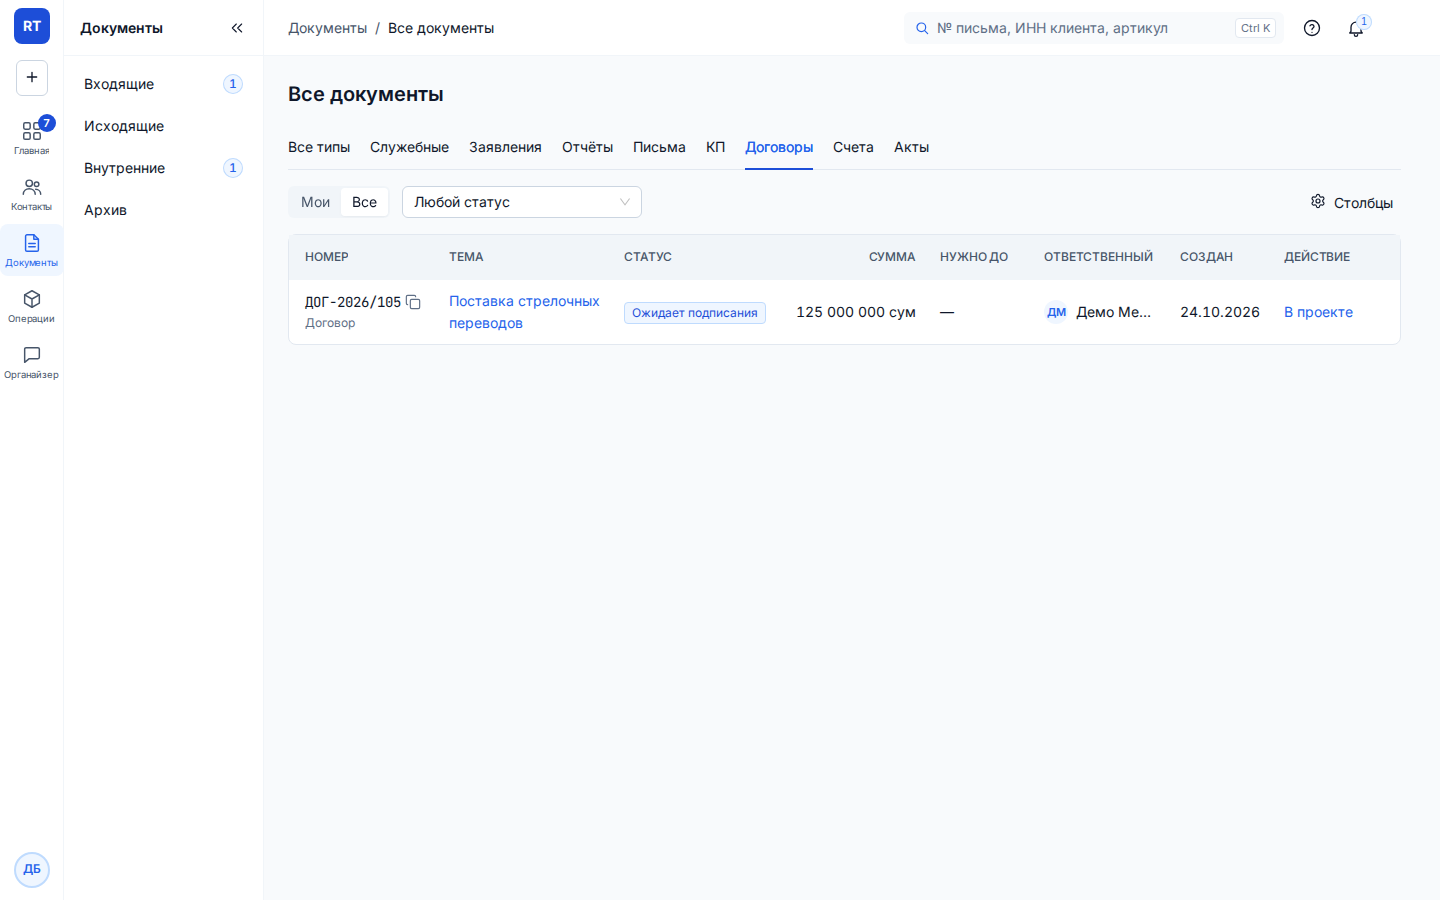 RT
Документы
Документы / Все документы
№ письма, ИНН клиента, артикул
Ctrl K
1
7
Главная
Контакты
Документы
Операции
Органайзер
ДБ
Входящие 1
Исходящие
Внутренние 1
Архив
Все документы
Все типы Служебные Заявления Отчёты Письма КП Договоры Счета Акты
Мои Все Любой статус Столбцы
НОМЕР ТЕМА СТАТУС СУММА НУЖНО ДО ОТВЕТСТВЕННЫЙ СОЗДАН ДЕЙСТВИЕ
ДОГ-2026/105
Договор
Поставка стрелочных
переводов
Ожидает подписания
125 000 000 сум
—
ДМ Демо Ме...
24.10.2026
В проекте